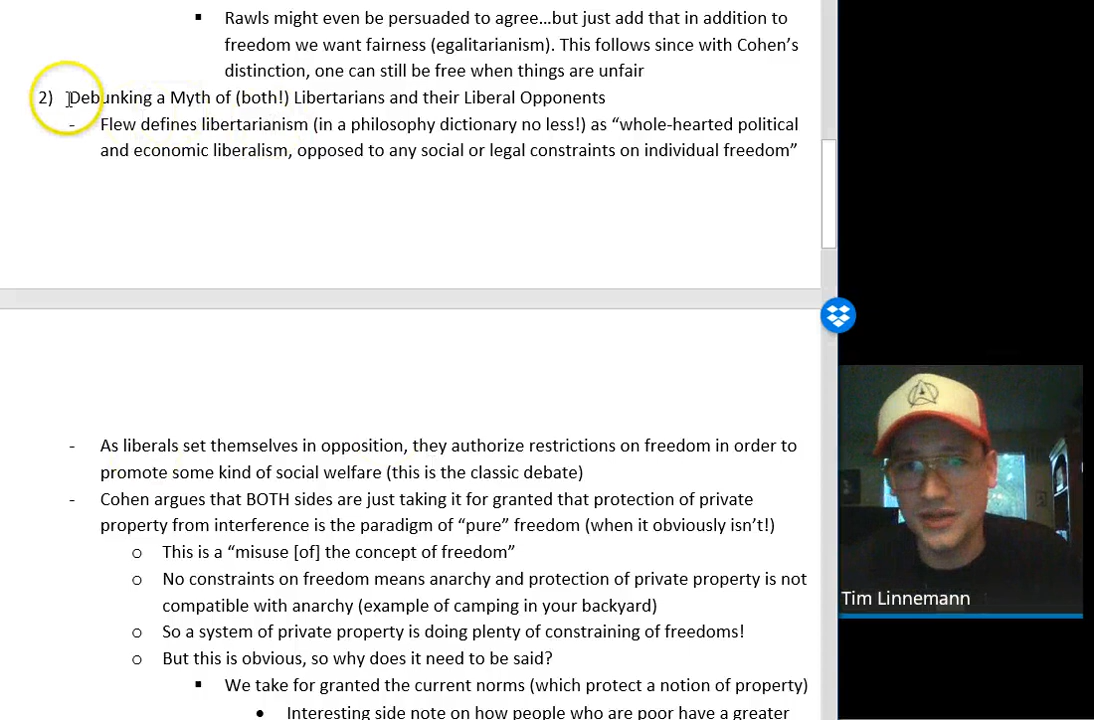 ▪ Rawls might even be persuaded to agree…but just add that in addition to
freedom we want fairness (egalitarianism). This follows since with Cohen’s
distinction, one can still be free when things are unfair
2) Debunking a Myth of (both!) Libertarians and their Liberal Opponents
- Flew defines libertarianism (in a philosophy dictionary no less!) as “whole-hearted political
and economic liberalism, opposed to any social or legal constraints on individual freedom”
- As liberals set themselves in opposition, they authorize restrictions on freedom in order to
promote some kind of social welfare (this is the classic debate)
- Cohen argues that BOTH sides are just taking it for granted that protection of private
property from interference is the paradigm of “pure” freedom (when it obviously isn’t!)
o This is a “misuse [of] the concept of freedom”
o No constraints on freedom means anarchy and protection of private property is not
compatible with anarchy (example of camping in your backyard)
o So a system of private property is doing plenty of constraining of freedoms!
o But this is obvious, so why does it need to be said?
▪ We take for granted the current norms (which protect a notion of property)
• Interesting side note on how people who are poor have a greater
Tim Linnemann